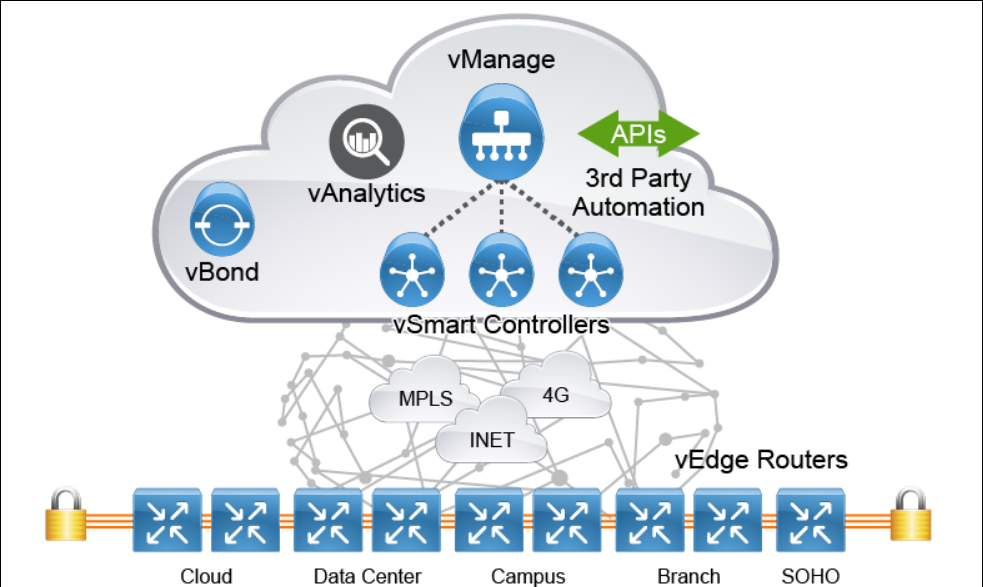 vManage
APIs
vAnalytics
3rd Party
Automation
vBond
vSmart Controllers
MPLS
4G
INET
vEdge Routers
Cloud
Data Center
Campus
Branch
SOHO